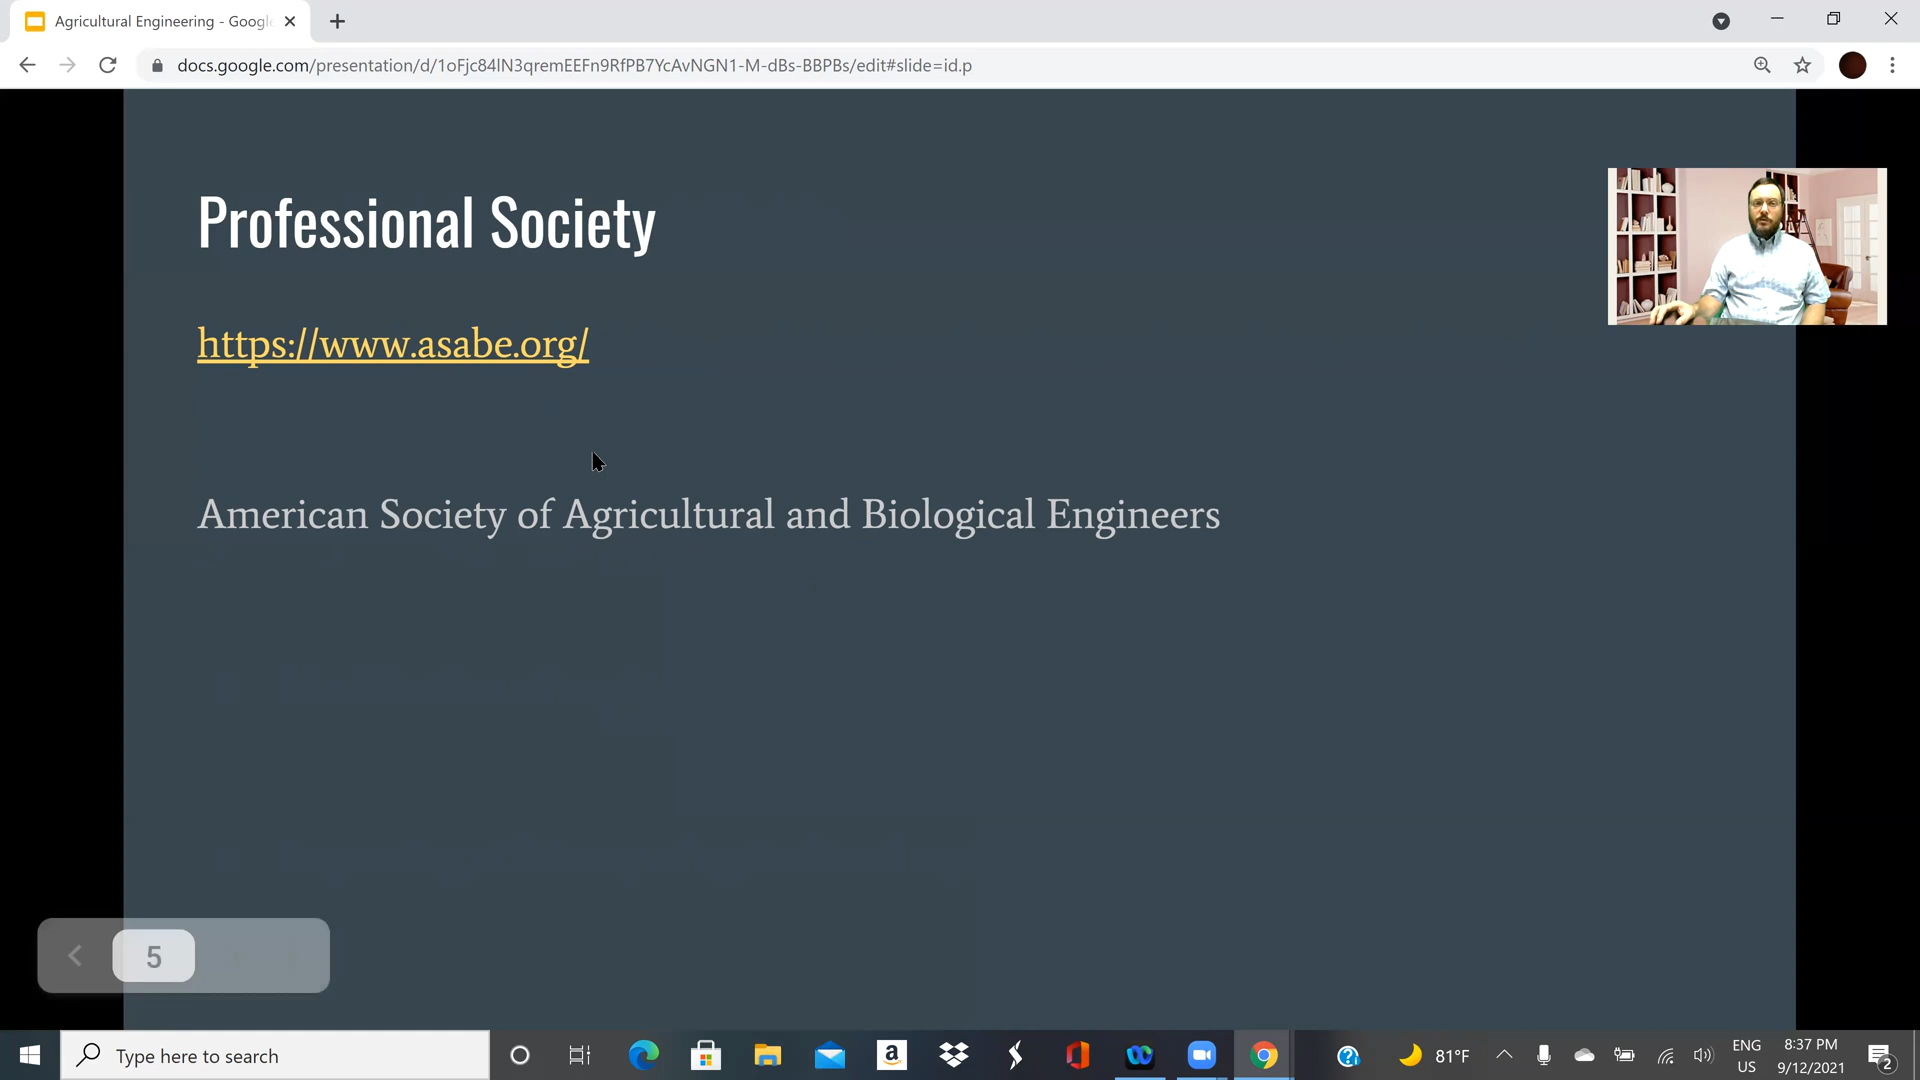 Agricultural Engineering - Google
docs.google.com/presentation/d/1oFjc84lN3qremEEFn9RfPB7YcAvNGN1-M-dBs-BBPBs/edit#slide=id.p
Professional Society
https://www.asabe.org/
American Society of Agricultural and Biological Engineers
5
Type here to search
a
81°F
ENG
US
8:37 PM
9/12/2021
2